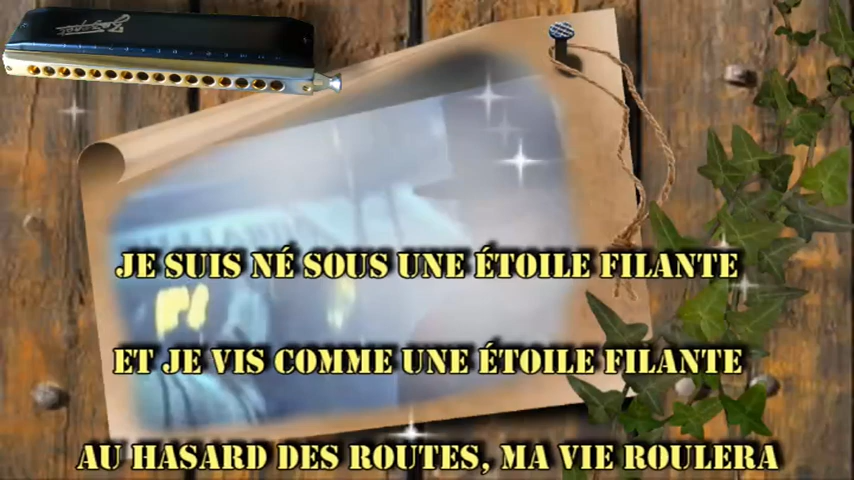 JE SUIS NÉ SOUS UNE ÉTOILE FILANTE
ET JE VIS COMME UNE ÉTOILE FILANTE
AU HASARD DES ROUTES, MA VIE ROULERA